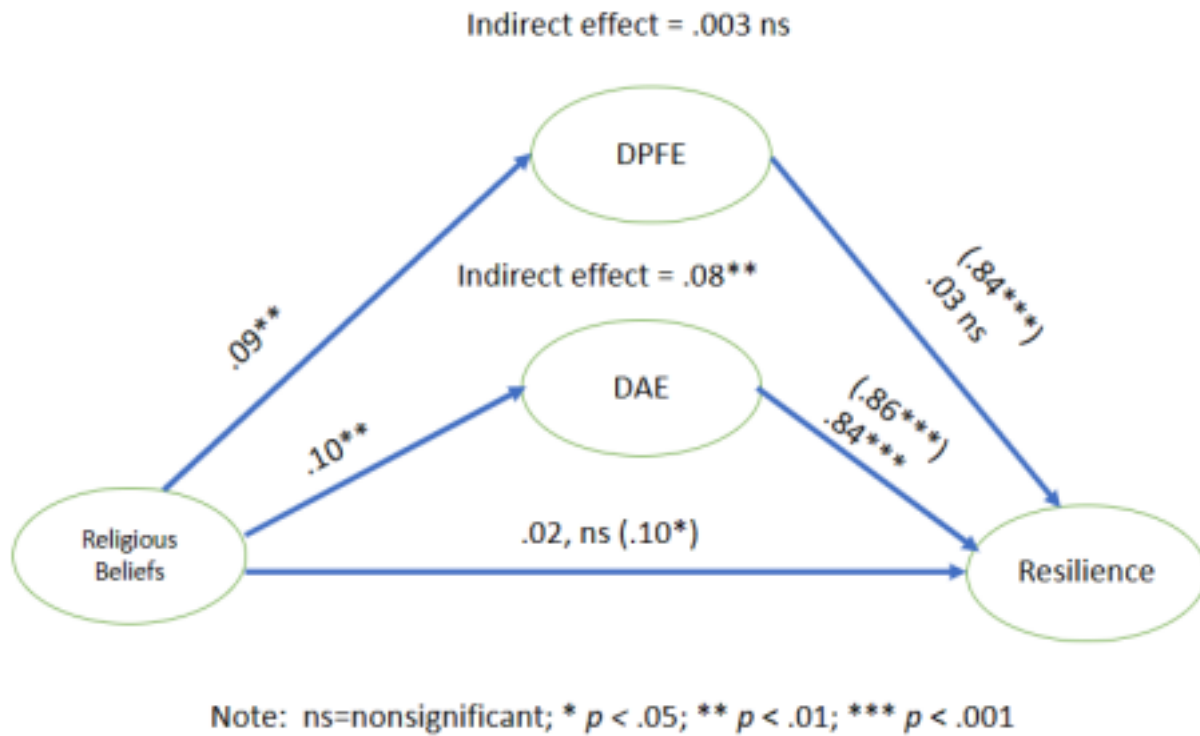 Indirect effect = .003 ns
DPFE
Indirect effect = .08**
(.84***)
.03 ns
.09**
DAE
(.86***)
.84***
.10**
Religious
Beliefs
.02, ns (.10*)
Resilience
Note: ns=nonsignificant; * p < .05; ** p < .01; *** p < .001